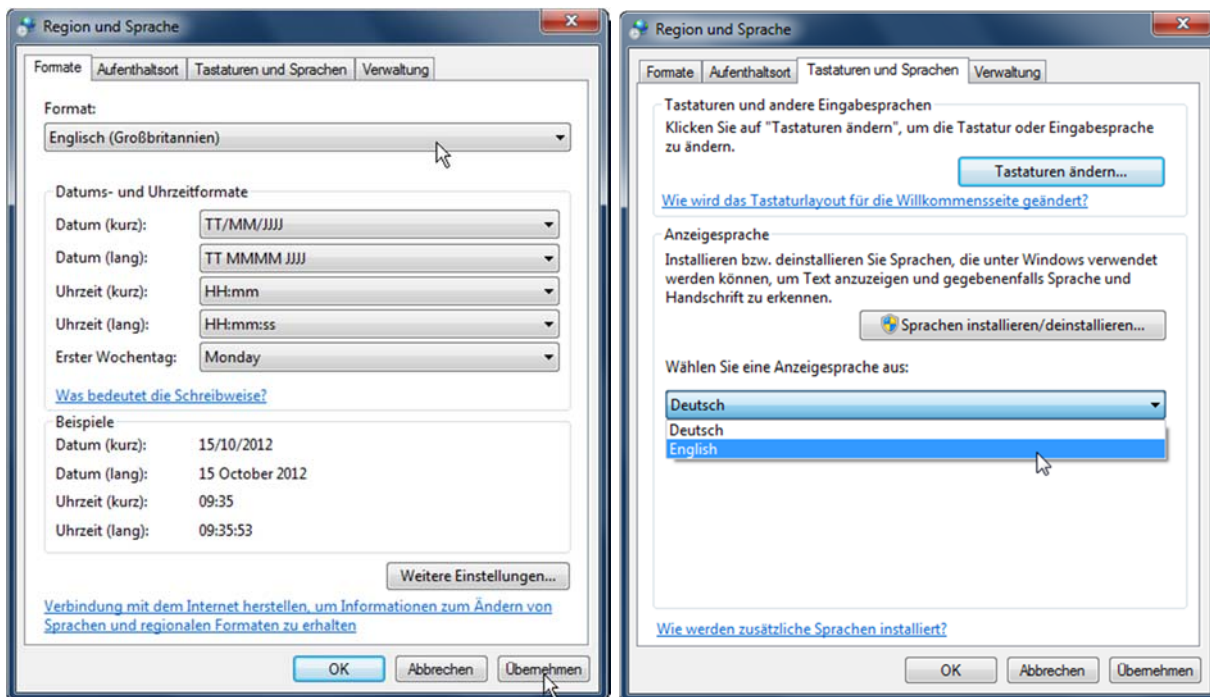 Region und Sprache
Formate Aufenthaltsort Tastaturen und Sprachen Verwaltung
Format:
Englisch (Großbritannien)
Datums- und Uhrzeitformate
Datum (kurz): TT/MM/JJJJ
Datum (lang): TT MMMM JJJJ
Uhrzeit (kurz): HH:mm
Uhrzeit (lang): HH:mm:ss
Erster Wochentag: Monday
Was bedeutet die Schreibweise?
Beispiele
Datum (kurz): 15/10/2012
Datum (lang): 15 October 2012
Uhrzeit (kurz): 09:35
Uhrzeit (lang): 09:35:53
Weitere Einstellungen...
Verbindung mit dem Internet herstellen, um Informationen zum Ändern von
Sprachen und regionalen Formaten zu erhalten
OK Abbrechen Übernehmen
Region und Sprache
Formate Aufenthaltsort Tastaturen und Sprachen Verwaltung
Tastaturen und andere Eingabesprachen
Klicken Sie auf "Tastaturen ändern", um die Tastatur oder Eingabesprache
zu ändern.
Tastaturen ändern...
Wie wird das Tastaturlayout für die Willkommensseite geändert?
Anzeigesprache
Installieren bzw. deinstallieren Sie Sprachen, die unter Windows verwendet
werden können, um Text anzuzeigen und gegebenenfalls Sprache und
Handschrift zu erkennen.
Sprachen installieren/deinstallieren...
Wählen Sie eine Anzeigesprache aus:
Deutsch
Deutsch
English
Wie werden zusätzliche Sprachen installiert?
OK Abbrechen Übernehmen